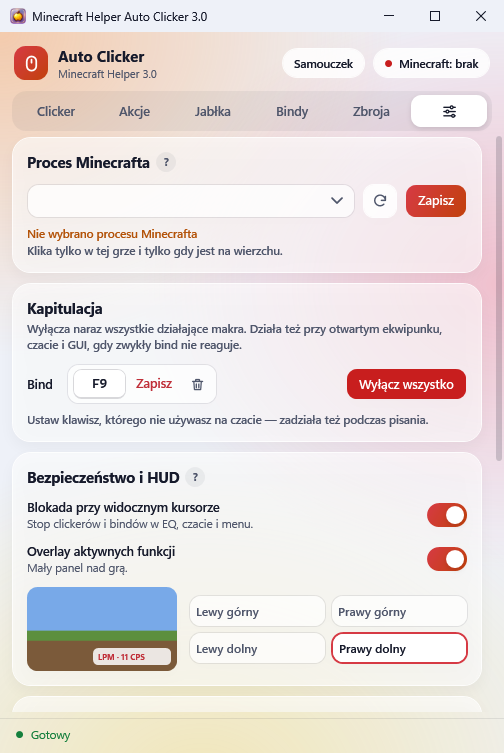 Minecraft Helper Auto Clicker 3.0
Auto Clicker
Minecraft Helper 3.0
Samouczek
Minecraft: brak
Clicker
Akcje
Jabłka
Bindy
Zbroja
Proces Minecrafta ?
Zapisz
Nie wybrano procesu Minecrafta
Klika tylko w tej grze i tylko gdy jest na wierzchu.
Kapitulacja
Wyłącza naraz wszystkie działające makra. Działa też przy otwartym ekwipunku,
czacie i GUI, gdy zwykły bind nie reaguje.
Bind
F9
Zapisz
Wyłącz wszystko
Ustaw klawisz, którego nie używasz na czacie — zadziała też podczas pisania.
Bezpieczeństwo i HUD ?
Blokada przy widocznym kursorze
Stop clickerów i bindów w EQ, czacie i menu.
Overlay aktywnych funkcji
Mały panel nad grą.
LPM · 11 CPS
Lewy górny
Prawy górny
Lewy dolny
Prawy dolny
Gotowy